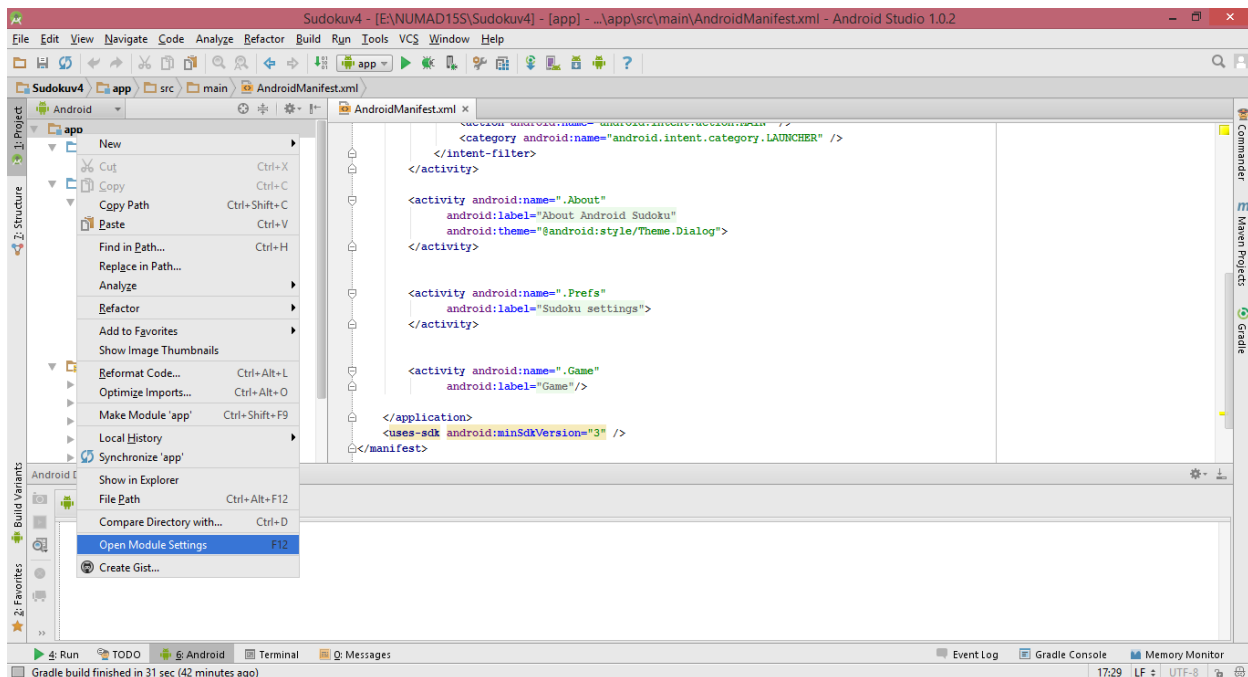 Sudokuv4 - [E:\NUMAD15S\Sudokuv4] - [app] - ...\app\src\main\AndroidManifest.xml - Android Studio 1.0.2
File Edit View Navigate Code Analyze Refactor Build Run Tools VCS Window Help
app
Sudokuv4 app src main AndroidManifest.xml
1: Project
7: Structure
Build Variants
2: Favorites
Android
app
AndroidManifest.xml ×
New
Cut Ctrl+X
Copy Ctrl+C
Copy Path Ctrl+Shift+C
Paste Ctrl+V
Find in Path... Ctrl+H
Replace in Path...
Analyze
Refactor
Add to Favorites
Show Image Thumbnails
Reformat Code... Ctrl+Alt+L
Optimize Imports... Ctrl+Alt+O
Make Module 'app' Ctrl+Shift+F9
Local History
Synchronize 'app'
Show in Explorer
File Path Ctrl+Alt+F12
Compare Directory with... Ctrl+D
Open Module Settings F12
Create Gist...
<action android:name="android.intent.action.MAIN" />
<category android:name="android.intent.category.LAUNCHER" />
</intent-filter>
</activity>
<activity android:name=".About"
android:label="About Android Sudoku"
android:theme="@android:style/Theme.Dialog">
</activity>
<activity android:name=".Prefs"
android:label="Sudoku settings">
</activity>
<activity android:name=".Game"
android:label="Game"/>
</application>
<uses-sdk android:minSdkVersion="3" />
</manifest>
Commander
m Maven Projects
Gradle
Android
4: Run TODO 6: Android Terminal 0: Messages Event Log Gradle Console Memory Monitor
Gradle build finished in 31 sec (42 minutes ago) 17:29 LF UTF-8